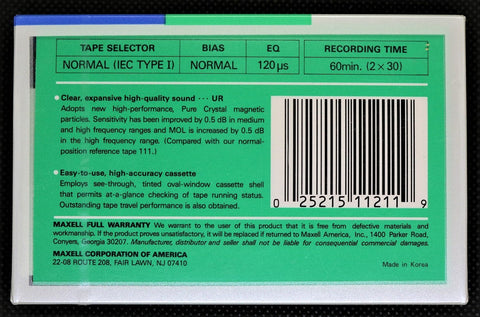 TAPE SELECTOR BIAS EQ RECORDING TIME
NORMAL (IEC TYPE I) NORMAL 120 μs 60min. (2 × 30)
• Clear, expansive high-quality sound ··· UR
Adopts new high-performance, Pure Crystal magnetic
particles. Sensitivity has been improved by 0.5 dB in medium
and high frequency ranges and MOL is increased by 0.5 dB
in the high frequency range. (Compared with our normal-
position reference tape 111.)
• Easy-to-use, high-accuracy cassette
Employs see-through, tinted oval-window cassette shell
that permits at-a-glance checking of tape running status.
Outstanding tape travel performance is also obtained.
0 25215 11211 9
MAXELL FULL WARRANTY We warrant to the user of this product that it is free from defective materials and
workmanship. If the product proves unsatisfactory, it will be replaced if returned to Maxell America, Inc., 1400 Parker Road,
Conyers, Georgia 30207. Manufacturer, distributor and seller shall not be liable for consequential commercial damages.
MAXELL CORPORATION OF AMERICA
22-08 ROUTE 208, FAIR LAWN, NJ 07410
Made in Korea